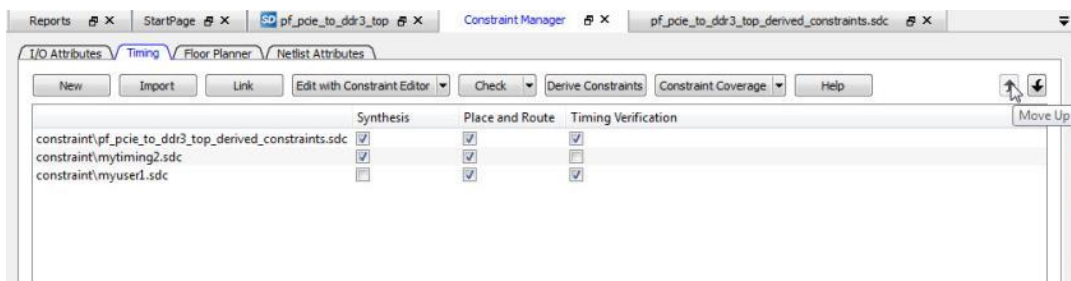 Reports StartPage SD pf_pcie_to_ddr3_top Constraint Manager pf_pcie_to_ddr3_top_derived_constraints.sdc
I/O Attributes Timing Floor Planner Netlist Attributes
New Import Link Edit with Constraint Editor Check Derive Constraints Constraint Coverage Help
Move Up
Synthesis Place and Route Timing Verification
constraint\pf_pcie_to_ddr3_top_derived_constraints.sdc
constraint\mytiming2.sdc
constraint\myuser1.sdc